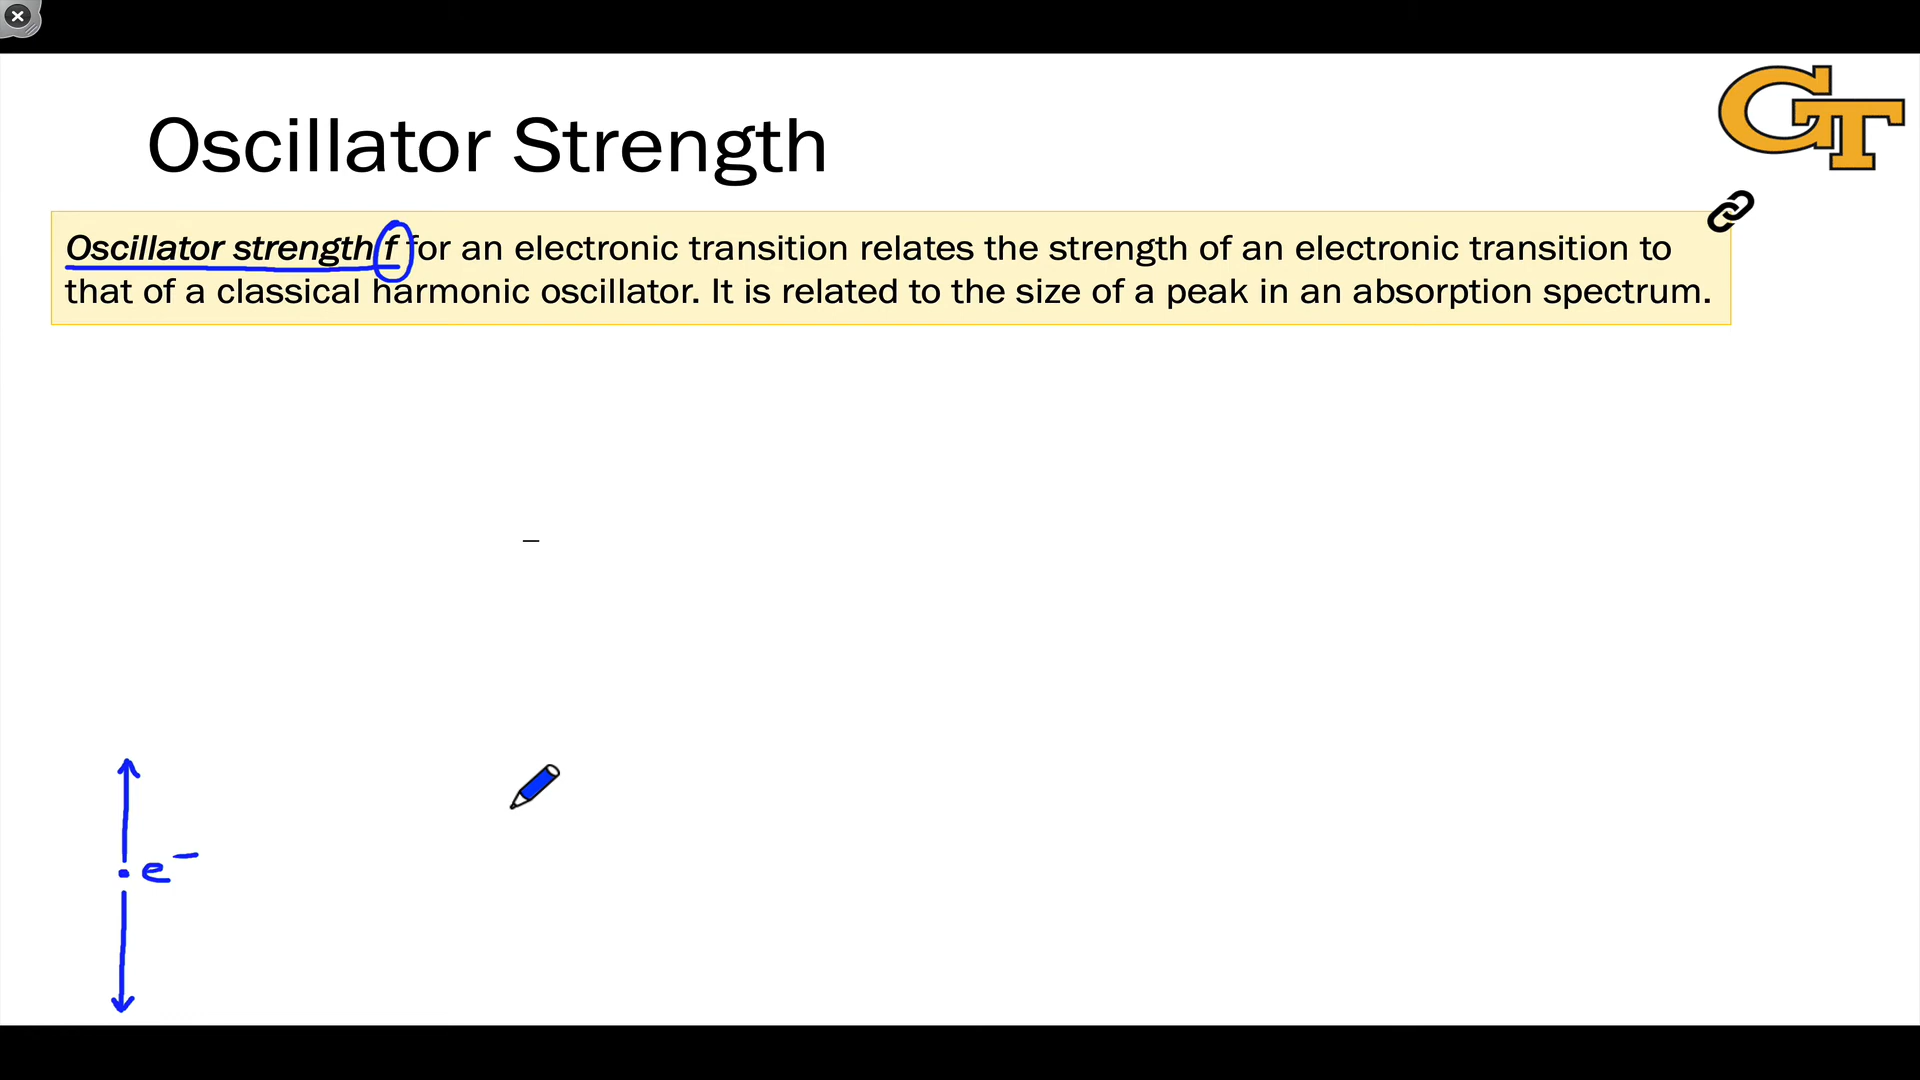 GT
Oscillator Strength
Oscillator strength f for an electronic transition relates the strength of an electronic transition to
that of a classical harmonic oscillator. It is related to the size of a peak in an absorption spectrum.
e⁻